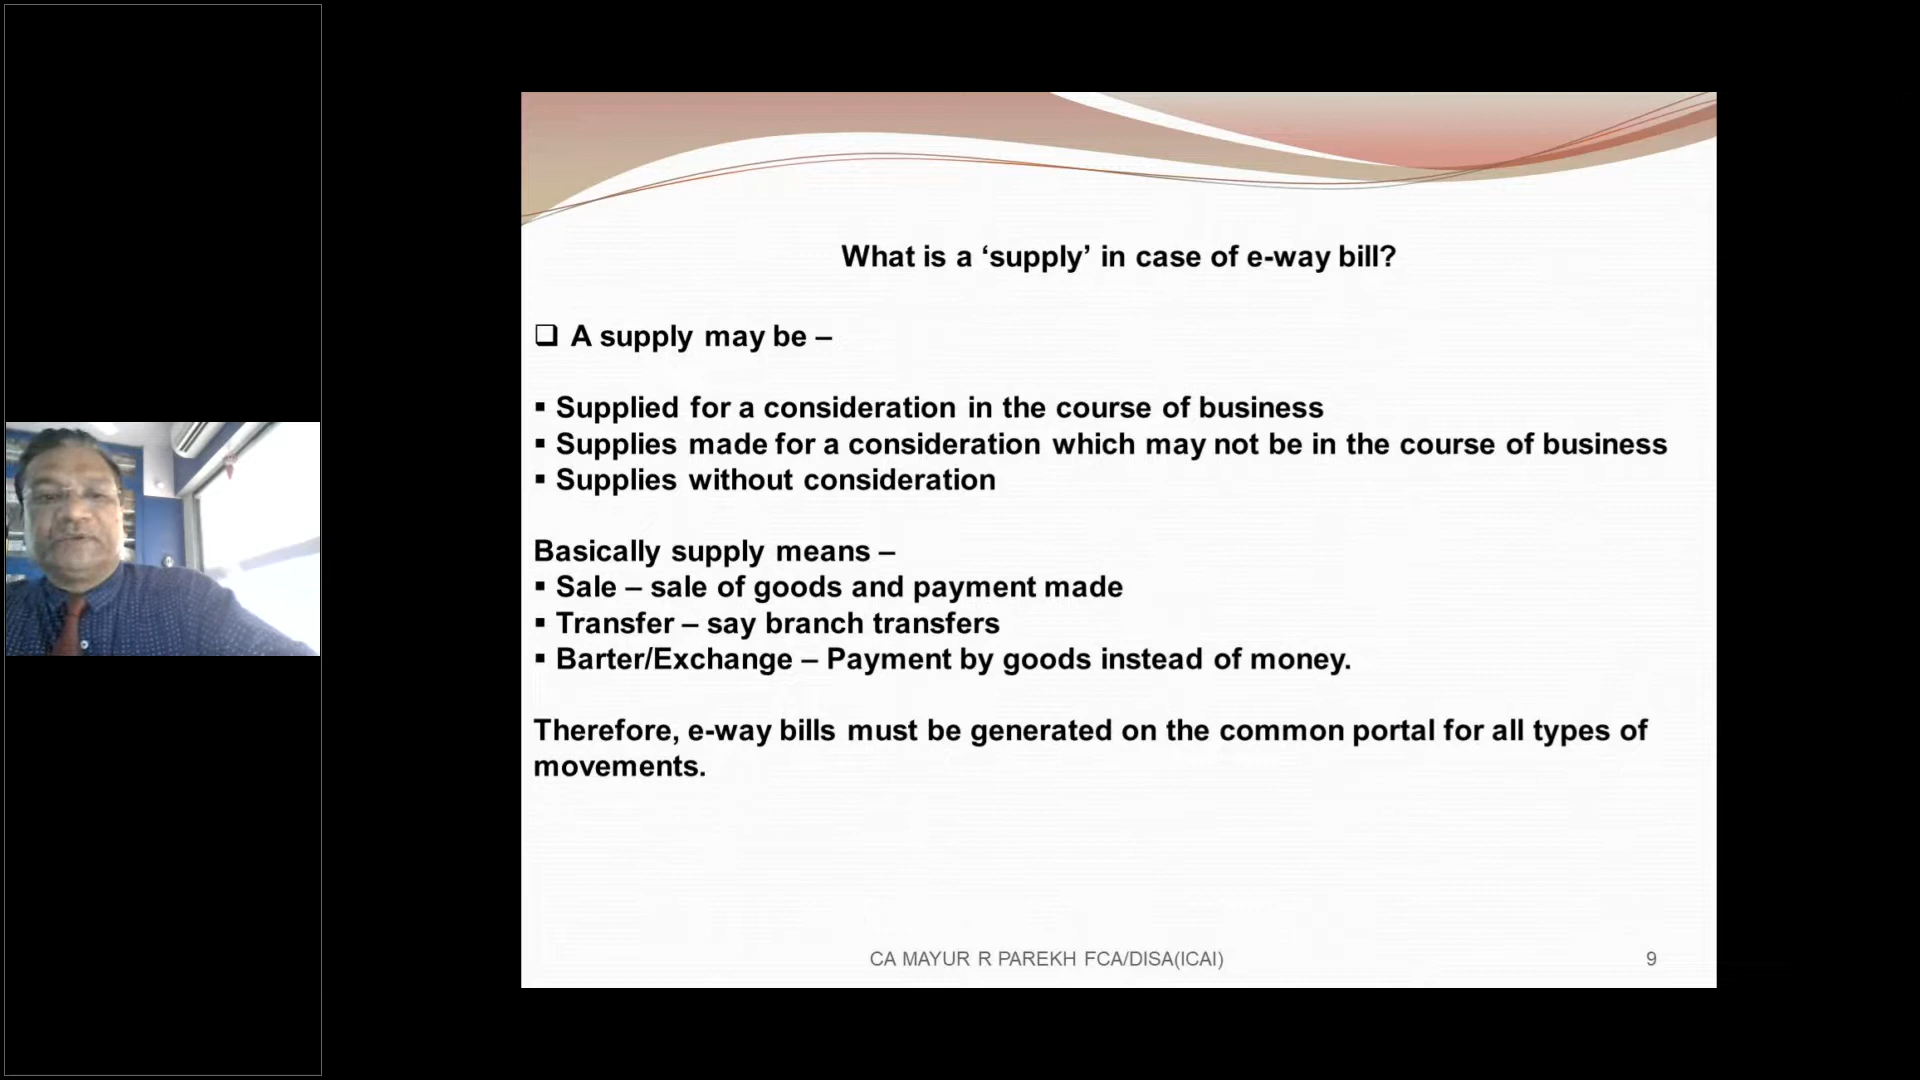 What is a ‘supply’ in case of e-way bill?
❑ A supply may be –
▪ Supplied for a consideration in the course of business
▪ Supplies made for a consideration which may not be in the course of business
▪ Supplies without consideration
Basically supply means –
▪ Sale – sale of goods and payment made
▪ Transfer – say branch transfers
▪ Barter/Exchange – Payment by goods instead of money.
Therefore, e-way bills must be generated on the common portal for all types of
movements.
CA MAYUR R PAREKH FCA/DISA(ICAI)
9